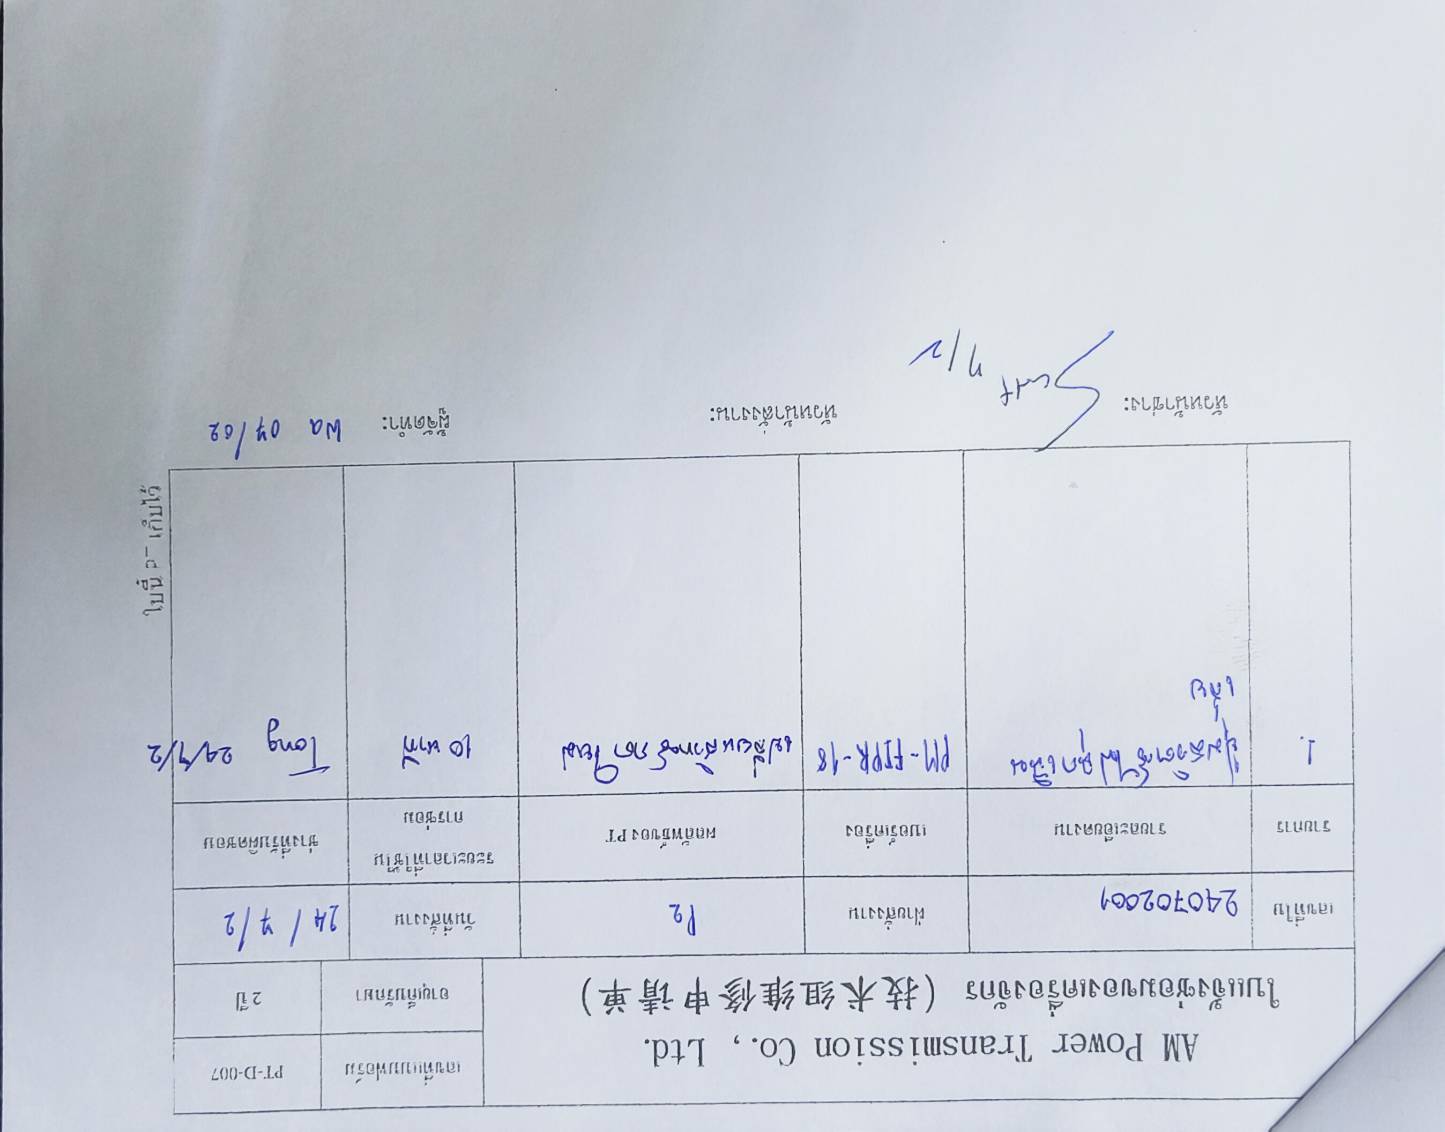 AM Power Transmission Co., Ltd.
ใบแจ้งซ่อมของเครื่องจักร (技术组维修申请单)
เลขที่แบบฟอร์ม PT-D-007
อายุเก็บรักษา 2 ปี
เลขที่ใบ 240702001 ฝ่ายสั่งงาน P2 วันที่สั่งงาน 24/7/2
รายการ รายละเอียดงาน เบอร์เครื่อง ผลลัพธ์ของ PT ระยะเวลาที่ใช้ใน ช่างที่รับผิดชอบ
การซ่อม
1. ปุ่มสวิตซ์ไฟฉุกเฉิน PM-FIPR-18 เปลี่ยนสวิทซ์กดใหม่ 10 นาที Tong 24/7/2
เสีย
ใบนี้ PT เก็บไว้
หัวหน้าช่าง: 7/2 หัวหน้าสั่งงาน: ผู้จัดทำ: Wa 07/02